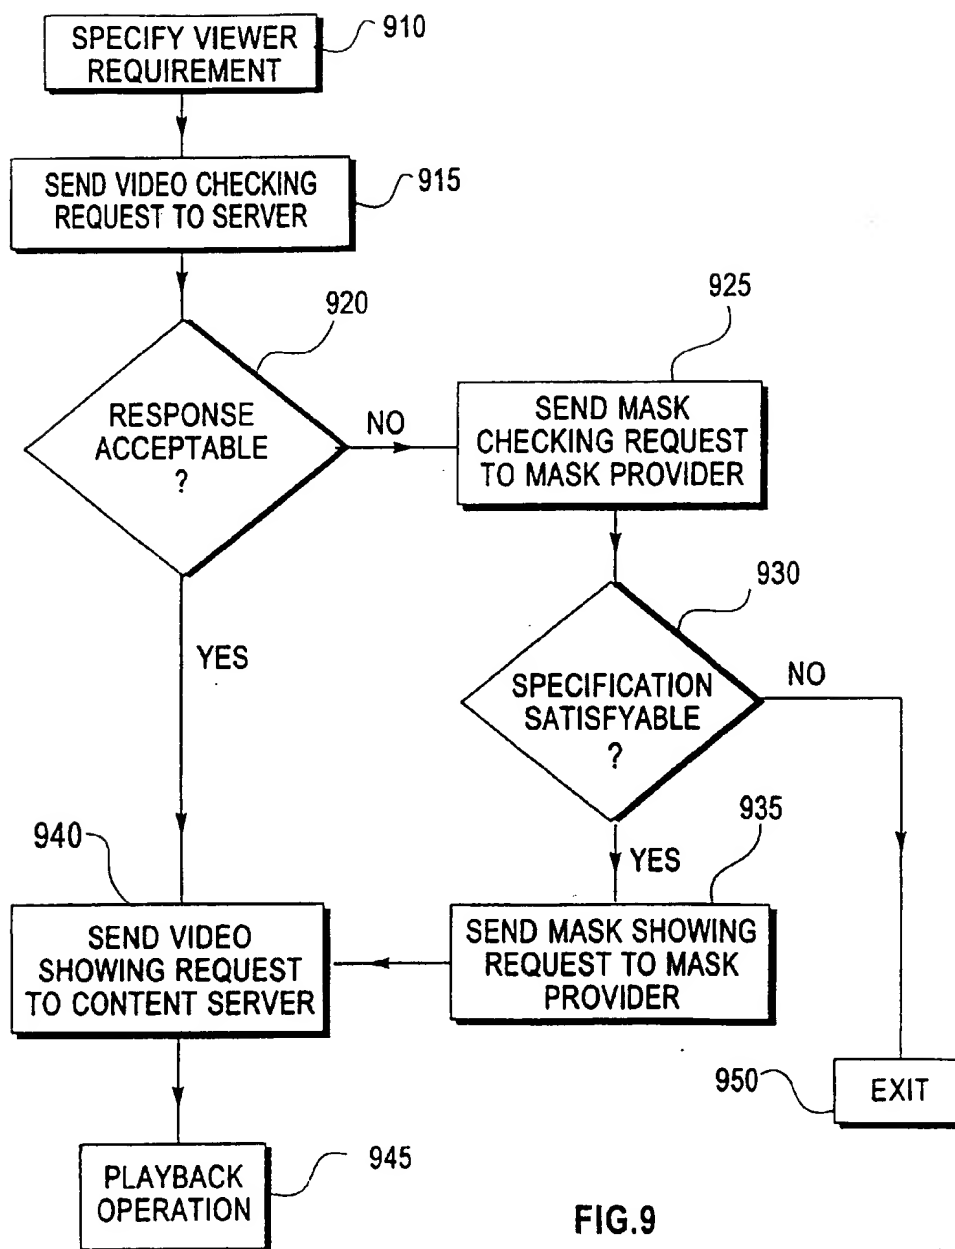 SPECIFY VIEWER
REQUIREMENT
910
SEND VIDEO CHECKING
REQUEST TO SERVER
915
920
RESPONSE
ACCEPTABLE
?
NO
925
SEND MASK
CHECKING REQUEST
TO MASK PROVIDER
930
SPECIFICATION
SATISFYABLE
?
NO
YES
YES
935
SEND MASK SHOWING
REQUEST TO MASK
PROVIDER
940
SEND VIDEO
SHOWING REQUEST
TO CONTENT SERVER
950
EXIT
945
PLAYBACK
OPERATION
FIG.9